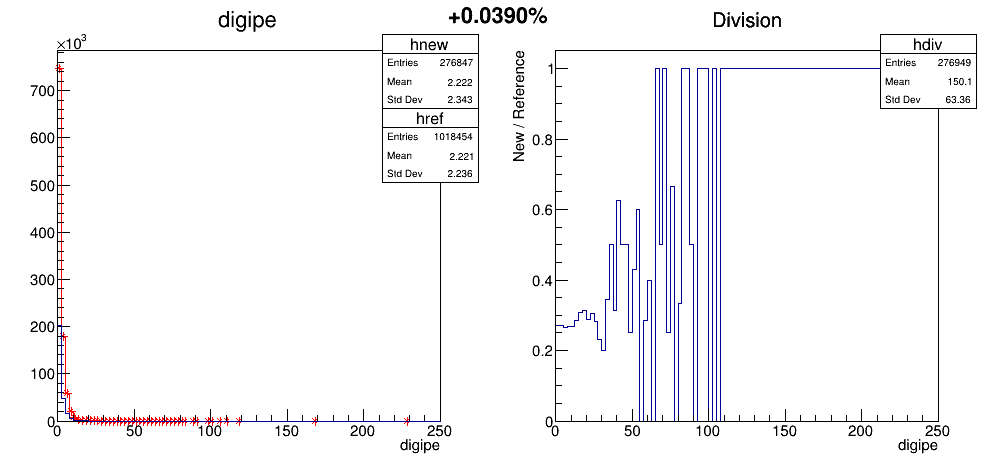 +0.0390%
digipe
×10³
hnew
Entries 276847
Mean 2.222
Std Dev 2.343
href
Entries 1018454
Mean 2.221
Std Dev 2.236
700
600
500
400
300
200
100
0
0 50 100 150 200 250
digipe
Division
New / Reference
hdiv
Entries 276949
Mean 150.1
Std Dev 63.36
1
0.8
0.6
0.4
0.2
0
0 50 100 150 200 250
digipe